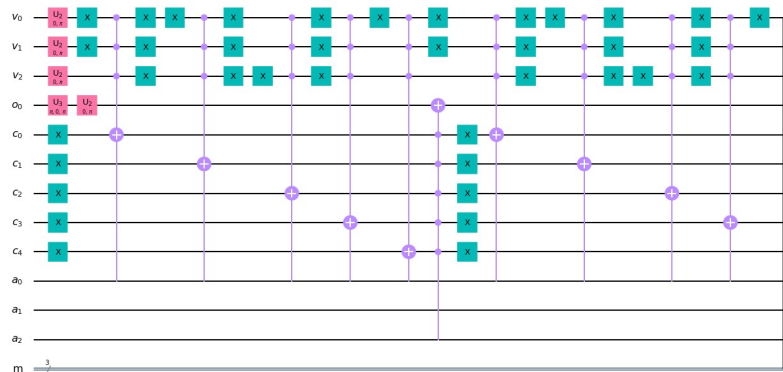 v₀ U₂ 0, π X X X X X X X X X X X X
v₁ U₂ 0, π X X X X X X X X
v₂ U₂ 0, π X X X X X X X X
o₀ U₃ π, 0, π U₂ 0, π
c₀ X X
c₁ X X
c₂ X X
c₃ X X
c₄ X X
a₀
a₁
a₂
m 3